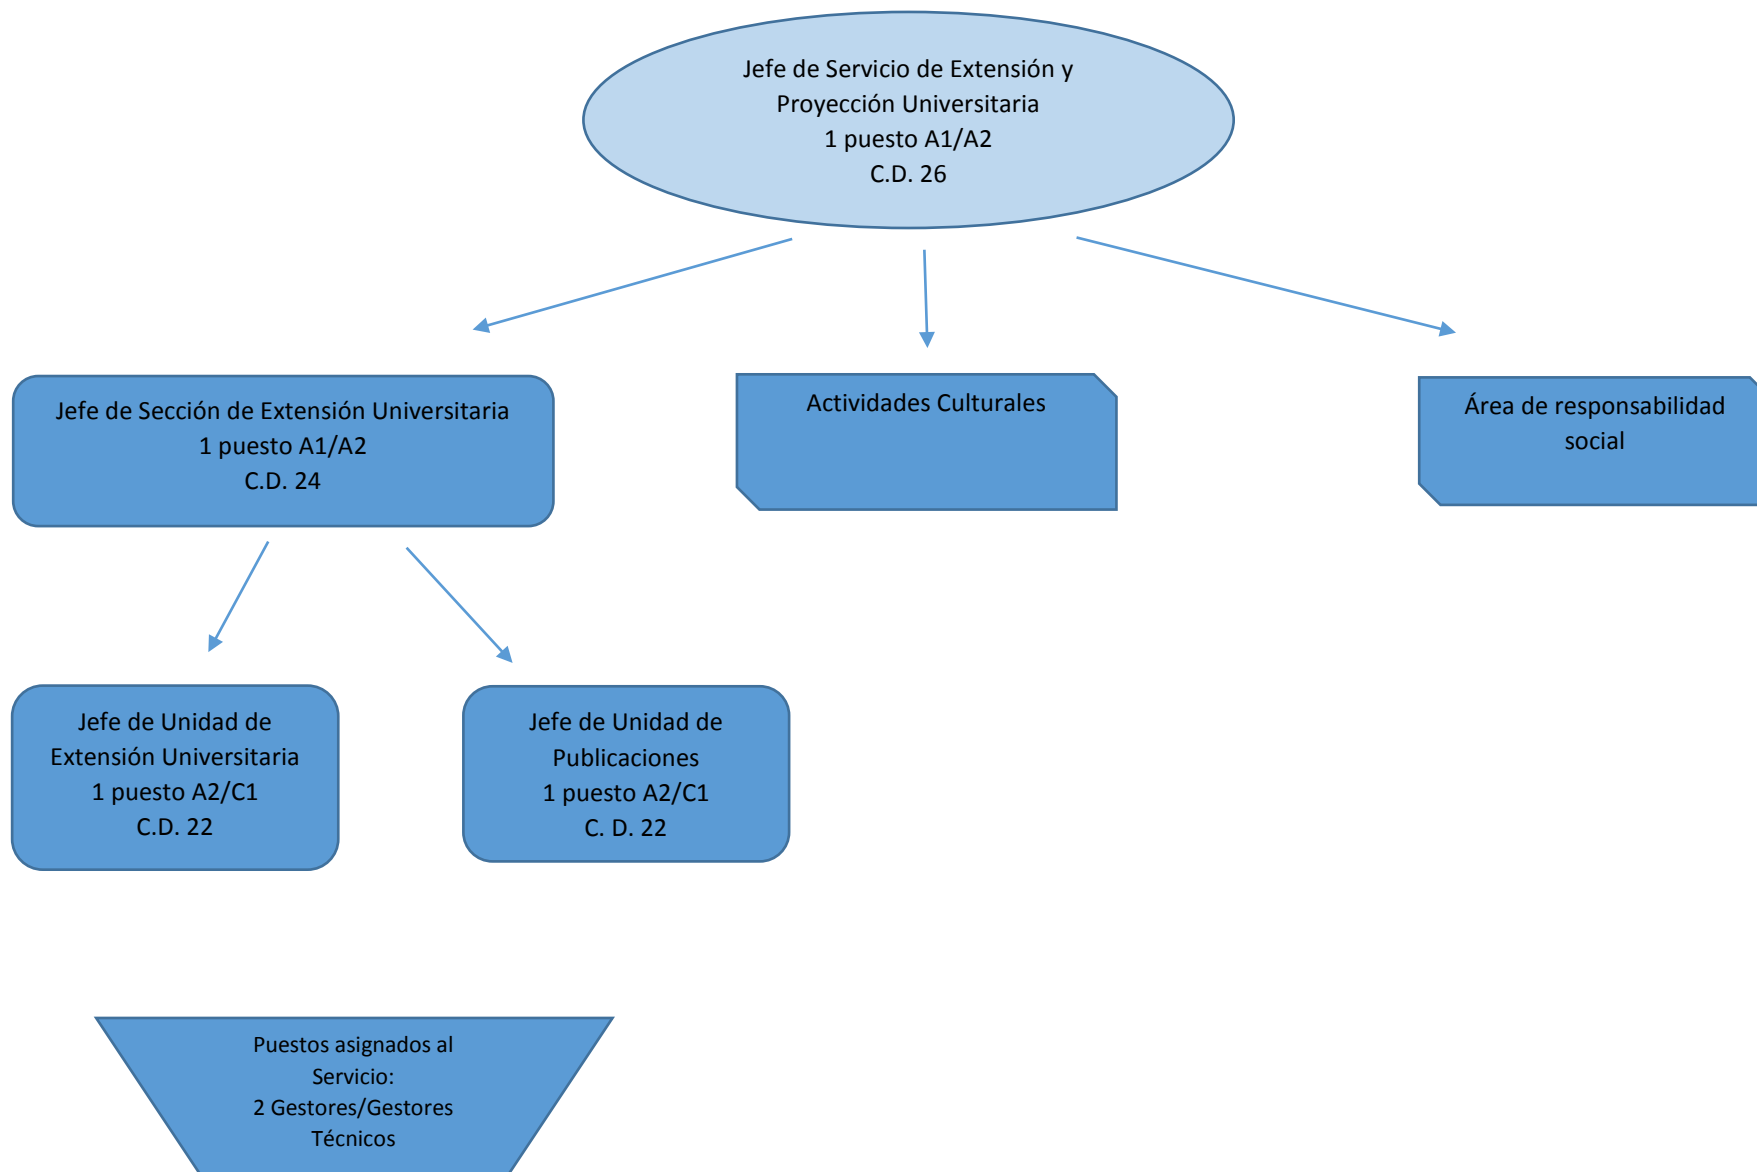 Jefe de Servicio de Extensión y
Proyección Universitaria
1 puesto A1/A2
C.D. 26
Jefe de Sección de Extensión Universitaria
1 puesto A1/A2
C.D. 24
Actividades Culturales
Área de responsabilidad
social
Jefe de Unidad de
Extensión Universitaria
1 puesto A2/C1
C.D. 22
Jefe de Unidad de
Publicaciones
1 puesto A2/C1
C. D. 22
Puestos asignados al
Servicio:
2 Gestores/Gestores
Técnicos